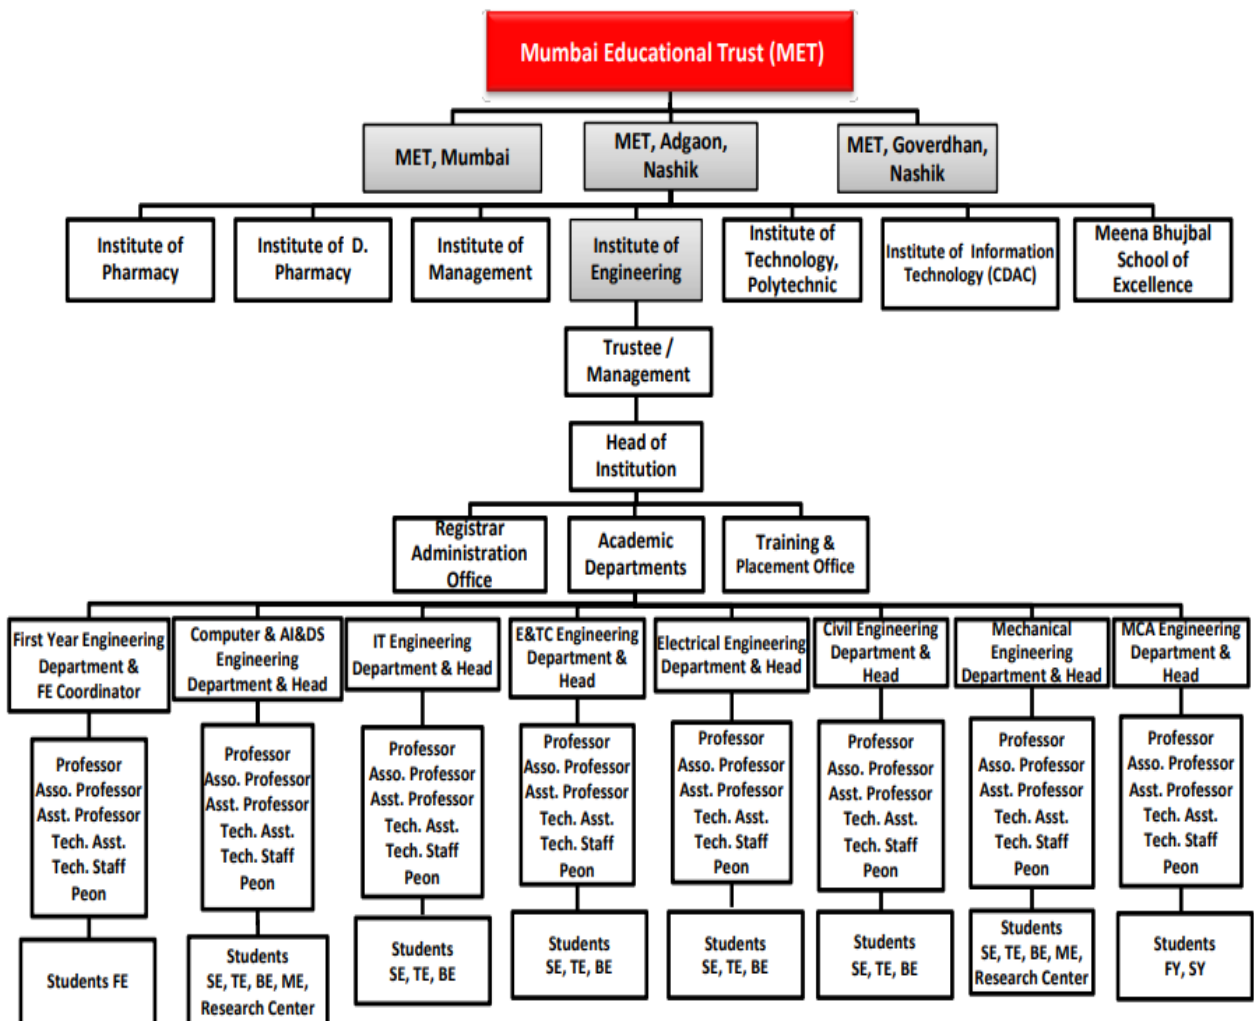 Mumbai Educational Trust (MET)
MET, Mumbai
MET, Adgaon,
Nashik
MET, Goverdhan,
Nashik
Institute of
Pharmacy
Institute of D.
Pharmacy
Institute of
Management
Institute of
Engineering
Institute of
Technology,
Polytechnic
Institute of Information
Technology (CDAC)
Meena Bhujbal
School of
Excellence
Trustee /
Management
Head of
Institution
Registrar
Administration
Office
Academic
Departments
Training &
Placement Office
First Year Engineering
Department &
FE Coordinator
Computer & AI&DS
Engineering
Department & Head
IT Engineering
Department & Head
E&TC Engineering
Department &
Head
Electrical Engineering
Department & Head
Civil Engineering
Department &
Head
Mechanical
Engineering
Department & Head
MCA Engineering
Department &
Head
Professor
Asso. Professor
Asst. Professor
Tech. Asst.
Tech. Staff
Peon
Professor
Asso. Professor
Asst. Professor
Tech. Asst.
Tech. Staff
Peon
Professor
Asso. Professor
Asst. Professor
Tech. Asst.
Tech. Staff
Peon
Professor
Asso. Professor
Asst. Professor
Tech. Asst.
Tech. Staff
Peon
Professor
Asso. Professor
Asst. Professor
Tech. Asst.
Tech. Staff
Peon
Professor
Asso. Professor
Asst. Professor
Tech. Asst.
Tech. Staff
Peon
Professor
Asso. Professor
Asst. Professor
Tech. Asst.
Tech. Staff
Peon
Professor
Asso. Professor
Asst. Professor
Tech. Asst.
Tech. Staff
Peon
Students FE
Students
SE, TE, BE, ME,
Research Center
Students
SE, TE, BE
Students
SE, TE, BE
Students
SE, TE, BE
Students
SE, TE, BE
Students
SE, TE, BE, ME,
Research Center
Students
FY, SY